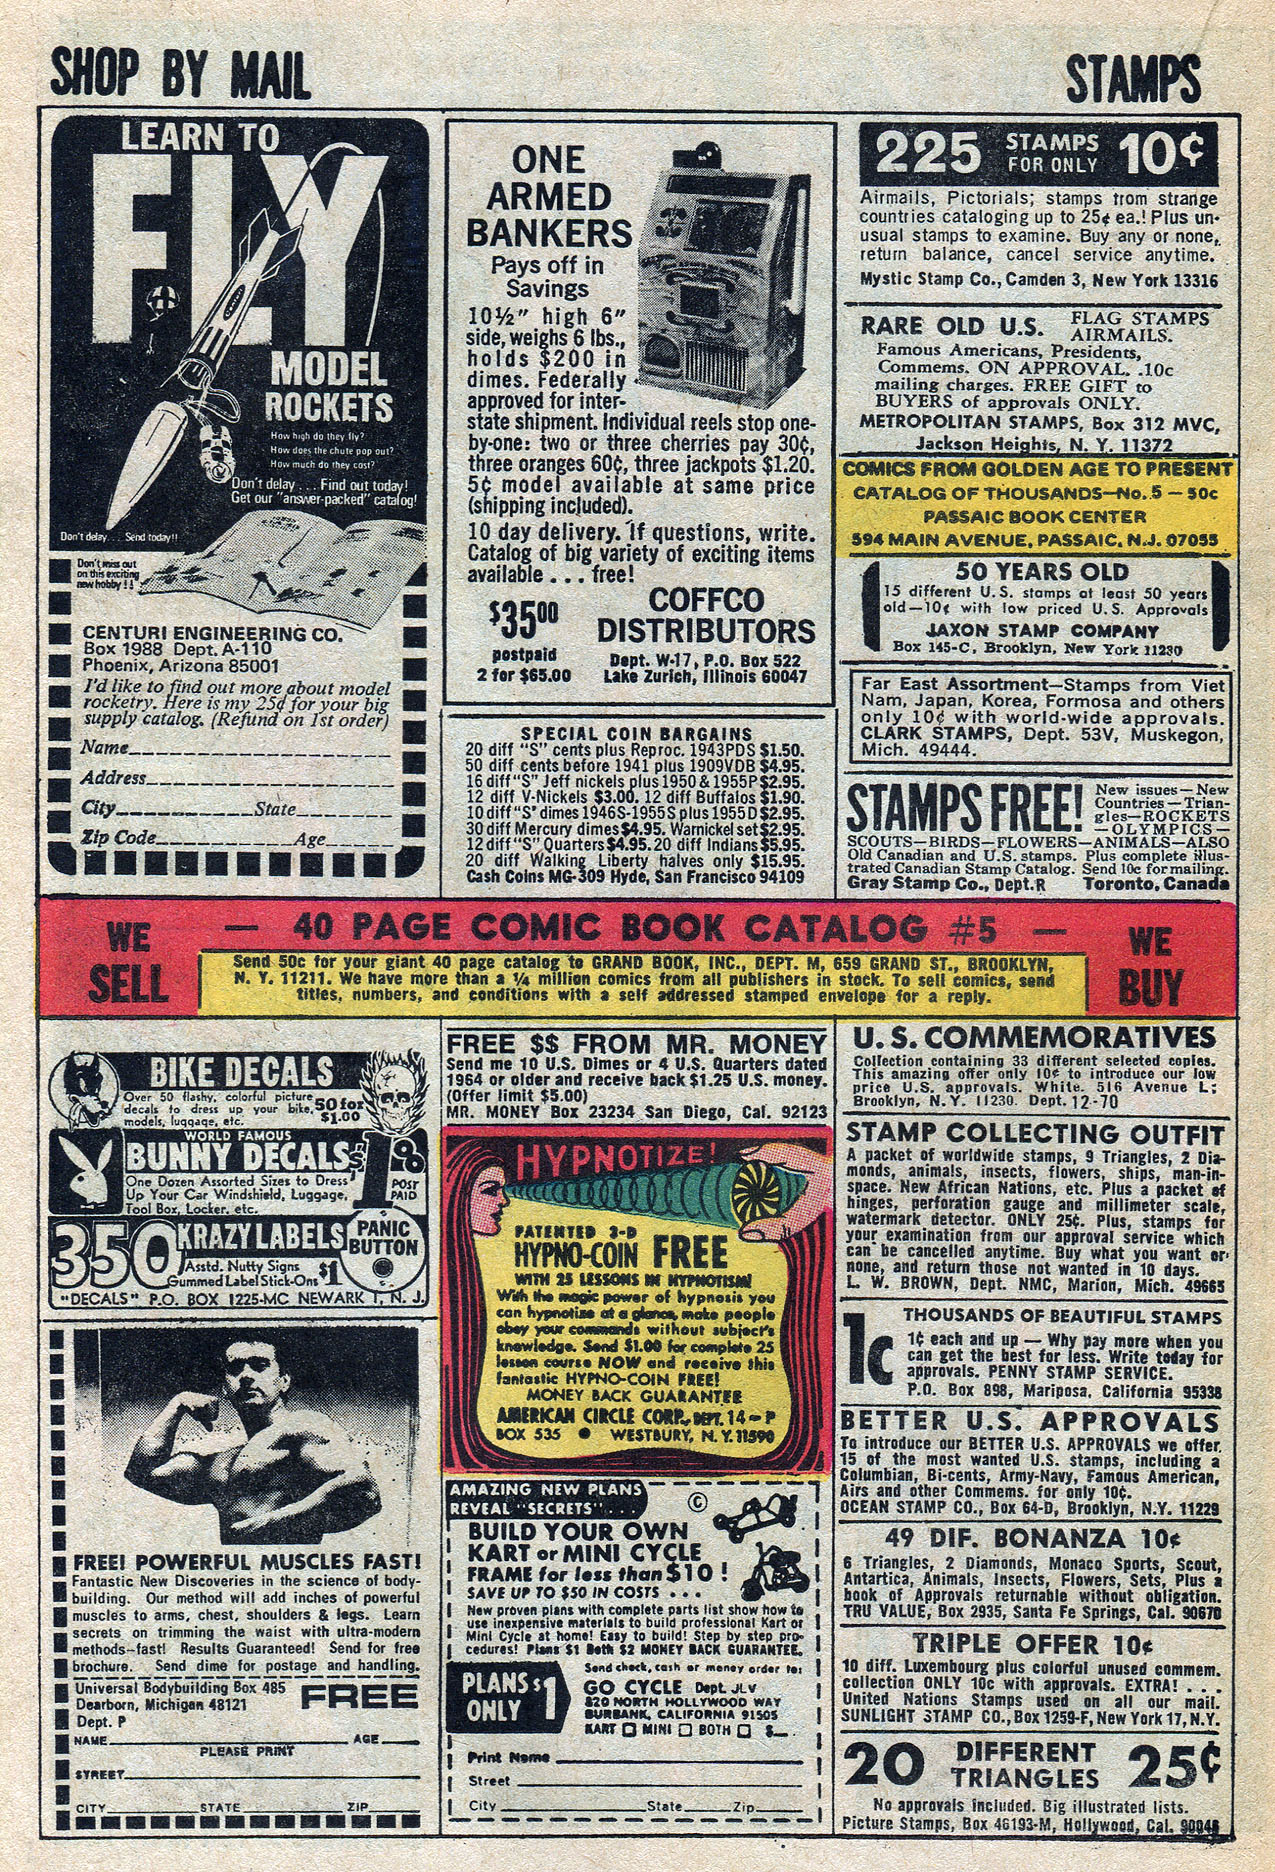 SHOP BY MAIL
STAMPS
LEARN TO
FLY
MODEL
ROCKETS
How high do they fly?
How does the chute pop out?
How much do they cost?
Don't delay ... Find out today!
Get our "answer-packed" catalog!
Don't delay... Send today!!
Don't miss out
on this exciting
new hobby!!
CENTURI ENGINEERING CO.
Box 1988 Dept. A-110
Phoenix, Arizona 85001
I'd like to find out more about model
rocketry. Here is my 25¢ for your big
supply catalog. (Refund on 1st order)
Name
Address
City State
Zip Code Age
ONE
ARMED
BANKERS
Pays off in
Savings
10½" high 6"
side, weighs 6 lbs.,
holds $200 in
dimes. Federally
approved for inter-
state shipment. Individual reels stop one-
by-one: two or three cherries pay 30¢,
three oranges 60¢, three jackpots $1.20.
5¢ model available at same price
(shipping included).
10 day delivery. If questions, write.
Catalog of big variety of exciting items
available . . . free!
$35.00
postpaid
2 for $65.00
COFFCO
DISTRIBUTORS
Dept. W-17, P.O. Box 522
Lake Zurich, Illinois 60047
SPECIAL COIN BARGAINS
20 diff "S" cents plus Reproc. 1943PDS $1.50.
50 diff cents before 1941 plus 1909VDB $4.95.
16 diff "S" Jeff nickels plus 1950 & 1955P $2.95.
12 diff V-Nickels $3.00. 12 diff Buffalos $1.90.
10 diff "S" dimes 1946S-1955S plus 1955D $2.95.
30 diff Mercury dimes $4.95. Warnickel set $2.95.
12 diff "S" Quarters $4.95. 20 diff Indians $5.95.
20 diff Walking Liberty halves only $15.95.
Cash Coins MG-309 Hyde, San Francisco 94109
225 STAMPS FOR ONLY 10¢
Airmails, Pictorials; stamps from strange
countries cataloging up to 25¢ ea.! Plus un-
usual stamps to examine. Buy any or none,
return balance, cancel service anytime.
Mystic Stamp Co., Camden 3, New York 13316
RARE OLD U.S. FLAG STAMPS
AIRMAILS.
Famous Americans, Presidents,
Commems. ON APPROVAL. .10c
mailing charges. FREE GIFT to
BUYERS of approvals ONLY.
METROPOLITAN STAMPS, Box 312 MVC,
Jackson Heights, N. Y. 11372
COMICS FROM GOLDEN AGE TO PRESENT
CATALOG OF THOUSANDS—No. 5 — 50c
PASSAIC BOOK CENTER
594 MAIN AVENUE, PASSAIC, N.J. 07055
50 YEARS OLD
15 different U.S. stamps at least 50 years
old—10¢ with low priced U.S. Approvals
JAXON STAMP COMPANY
Box 145-C, Brooklyn, New York 11230
Far East Assortment—Stamps from Viet
Nam, Japan, Korea, Formosa and others
only 10¢ with world-wide approvals.
CLARK STAMPS, Dept. 53V, Muskegon,
Mich. 49444.
STAMPS FREE! New issues—New
Countries—Trian-
gles—ROCKETS
—OLYMPICS—
SCOUTS—BIRDS—FLOWERS—ANIMALS—ALSO
Old Canadian and U.S. stamps. Plus complete illus-
trated Canadian Stamp Catalog. Send 10c for mailing.
Gray Stamp Co., Dept. R Toronto, Canada
WE
SELL
— 40 PAGE COMIC BOOK CATALOG #5 —
Send 50c for your giant 40 page catalog to GRAND BOOK, INC., DEPT. M, 659 GRAND ST., BROOKLYN,
N. Y. 11211. We have more than a ¼ million comics from all publishers in stock. To sell comics, send
titles, numbers, and conditions with a self addressed stamped envelope for a reply.
WE
BUY
BIKE DECALS
Over 50 flashy, colorful picture
decals to dress up your bike,
models, luggage, etc.
50 for
$1.00
WORLD FAMOUS
BUNNY DECALS
One Dozen Assorted Sizes to Dress
Up Your Car Windshield, Luggage,
Tool Box, Locker, etc.
POST
PAID
350 KRAZY LABELS
Asstd. Nutty Signs
Gummed Label Stick-Ons $1
PANIC
BUTTON
"DECALS" P.O. BOX 1225-MC NEWARK 1, N. J.
FREE! POWERFUL MUSCLES FAST!
Fantastic New Discoveries in the science of body-
building. Our method will add inches of powerful
muscles to arms, chest, shoulders & legs. Learn
secrets on trimming the waist with ultra-modern
methods—fast! Results Guaranteed! Send for free
brochure. Send dime for postage and handling.
Universal Bodybuilding Box 485
Dearborn, Michigan 48121
Dept. P
FREE
NAME AGE
PLEASE PRINT
STREET
CITY STATE ZIP
FREE $$ FROM MR. MONEY
Send me 10 U.S. Dimes or 4 U.S. Quarters dated
1964 or older and receive back $1.25 U.S. money.
(Offer limit $5.00)
MR. MONEY Box 23234 San Diego, Cal. 92123
HYPNOTIZE!
PATENTED 3-D
HYPNO-COIN FREE
WITH 25 LESSONS IN HYPNOTISM!
With the magic power of hypnosis you
can hypnotize at a glance, make people
obey your commands without subject's
knowledge. Send $1.00 for complete 25
lesson course NOW and receive this
fantastic HYPNO-COIN FREE!
MONEY BACK GUARANTEE
AMERICAN CIRCLE CORP., DEPT. 14-P
BOX 535 ● WESTBURY, N. Y. 11590
AMAZING NEW PLANS
REVEAL "SECRETS"...
©
BUILD YOUR OWN
KART or MINI CYCLE
FRAME for less than $10 !
SAVE UP TO $50 IN COSTS . . .
New proven plans with complete parts list show how to
use inexpensive materials to build professional Kart or
Mini Cycle at home! Easy to build! Step by step pro-
cedures! Plans $1 Both $2 MONEY BACK GUARANTEE.
PLANS $1
ONLY
Send check, cash or money order to:
GO CYCLE Dept. JLV
820 NORTH HOLLYWOOD WAY
BURBANK, CALIFORNIA 91505
KART □ MINI □ BOTH □ $
Print Name
Street
City State Zip
U. S. COMMEMORATIVES
Collection containing 33 different selected copies.
This amazing offer only 10¢ to introduce our low
price U.S. approvals. White. 516 Avenue L;
Brooklyn, N.Y. 11230. Dept. 12-70
STAMP COLLECTING OUTFIT
A packet of worldwide stamps, 9 Triangles, 2 Dia-
monds, animals, insects, flowers, ships, man-in-
space. New African Nations, etc. Plus a packet of
hinges, perforation gauge and millimeter scale,
watermark detector. ONLY 25¢. Plus, stamps for
your examination from our approval service which
can be cancelled anytime. Buy what you want or
none, and return those not wanted in 10 days.
L. W. BROWN, Dept. NMC, Marion, Mich. 49665
1c THOUSANDS OF BEAUTIFUL STAMPS
1¢ each and up — Why pay more when you
can get the best for less. Write today for
approvals. PENNY STAMP SERVICE.
P.O. Box 898, Mariposa, California 95338
BETTER U.S. APPROVALS
To introduce our BETTER U.S. APPROVALS we offer,
15 of the most wanted U.S. stamps, including a
Columbian, Bi-cents, Army-Navy, Famous American,
Airs and other Commems. for only 10¢.
OCEAN STAMP CO., Box 64-D, Brooklyn, N.Y. 11229
49 DIF. BONANZA 10¢
6 Triangles, 2 Diamonds, Monaco Sports, Scout,
Antartica, Animals, Insects, Flowers, Sets, Plus a
book of Approvals returnable without obligation.
TRU VALUE, Box 2935, Santa Fe Springs, Cal. 90670
TRIPLE OFFER 10¢
10 diff. Luxembourg plus colorful unused commem.
collection ONLY 10c with approvals. EXTRA! . . .
United Nations Stamps used on all our mail.
SUNLIGHT STAMP CO., Box 1259-F, New York 17, N.Y.
20 DIFFERENT
TRIANGLES 25¢
No approvals included. Big illustrated lists.
Picture Stamps, Box 46193-M, Hollywood, Cal. 90046